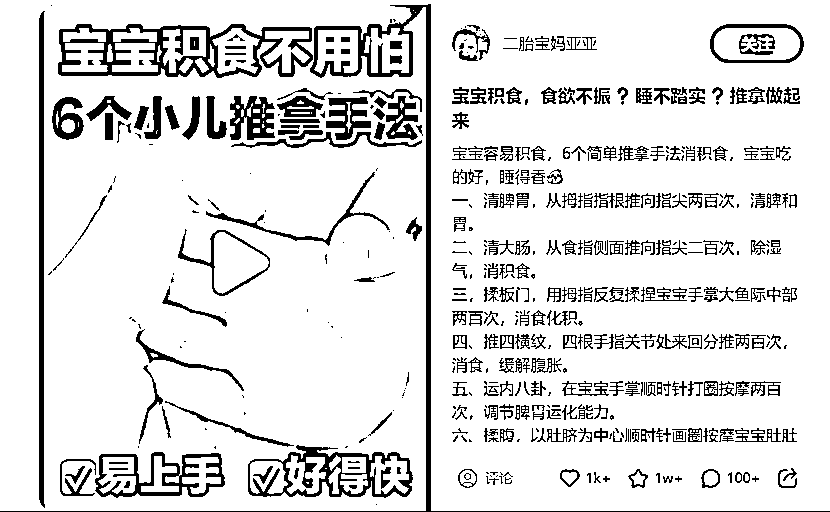 宝宝积食不用怕
6个小儿推拿手法
☑易上手 ☑好得快
二胎宝妈亚亚
关注
宝宝积食，食欲不振？睡不踏实？推拿做起
来
宝宝容易积食，6个简单推拿手法消积食，宝宝吃
的好，睡得香
一、清脾胃，从拇指指根推向指尖两百次，清脾和
胃。
二、清大肠，从食指侧面推向指尖二百次，除湿
气，消积食。
三，揉板门，用拇指反复揉捏宝宝手掌大鱼际中部
两百次，消食化积。
四、推四横纹，四根手指关节处来回分推两百次，
消食，缓解腹胀。
五、运内八卦，在宝宝手掌顺时针打圈按摩两百
次，调节脾胃运化能力。
六、揉腹，以肚脐为中心顺时针画圈按摩宝宝肚肚
评论 1k+ 1w+ 100+